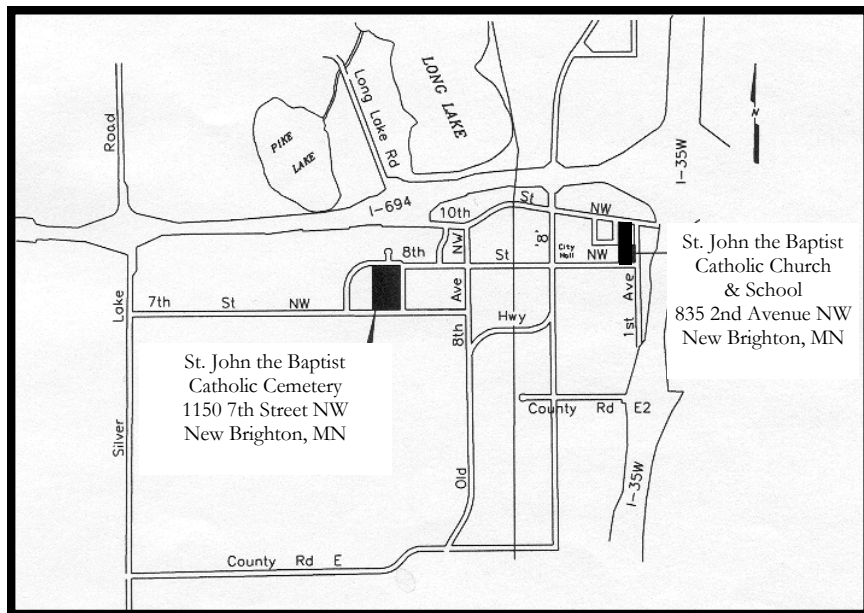 LONG LAKE
Long Lake Rd
PIKE
LAKE
Road
N
I-35W
I-694
10th St NW
8th St NW
NW
'8'
City
Hall
St. John the Baptist
Catholic Church
& School
835 2nd Avenue NW
New Brighton, MN
7th St NW
8th Ave NW
Hwy
1st Ave
Silver Lake
St. John the Baptist
Catholic Cemetery
1150 7th Street NW
New Brighton, MN
County Rd E2
Old
I-35W
County Rd E